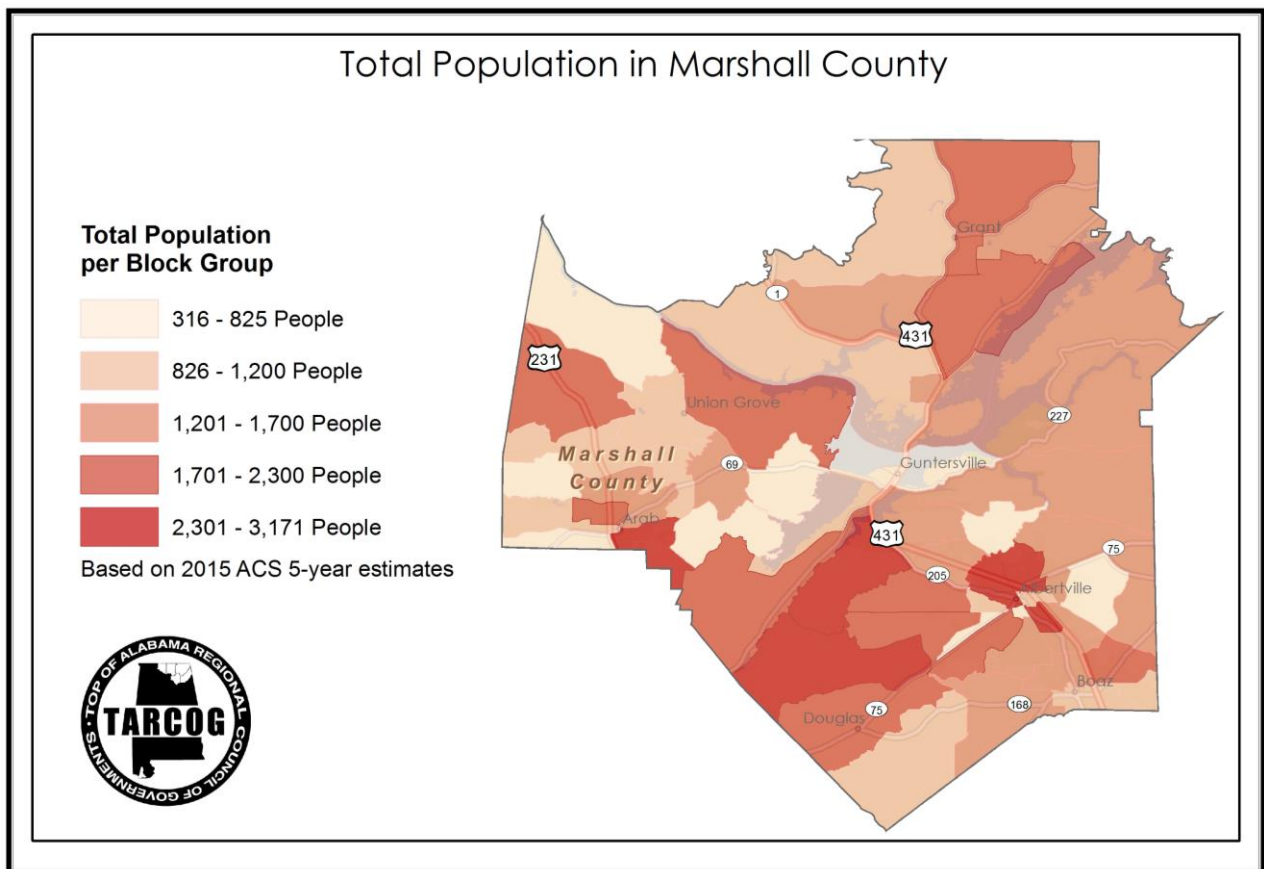 Total Population in Marshall County
Total Population
per Block Group
316 - 825 People
826 - 1,200 People
1,201 - 1,700 People
1,701 - 2,300 People
2,301 - 3,171 People
Based on 2015 ACS 5-year estimates
TOP OF ALABAMA REGIONAL COUNCIL OF GOVERNMENTS
TARCOG
Grant
1
431
231
Union Grove
227
Marshall
County
69
Guntersville
Arab
431
75
205
Albertville
Boaz
Douglas
75
168